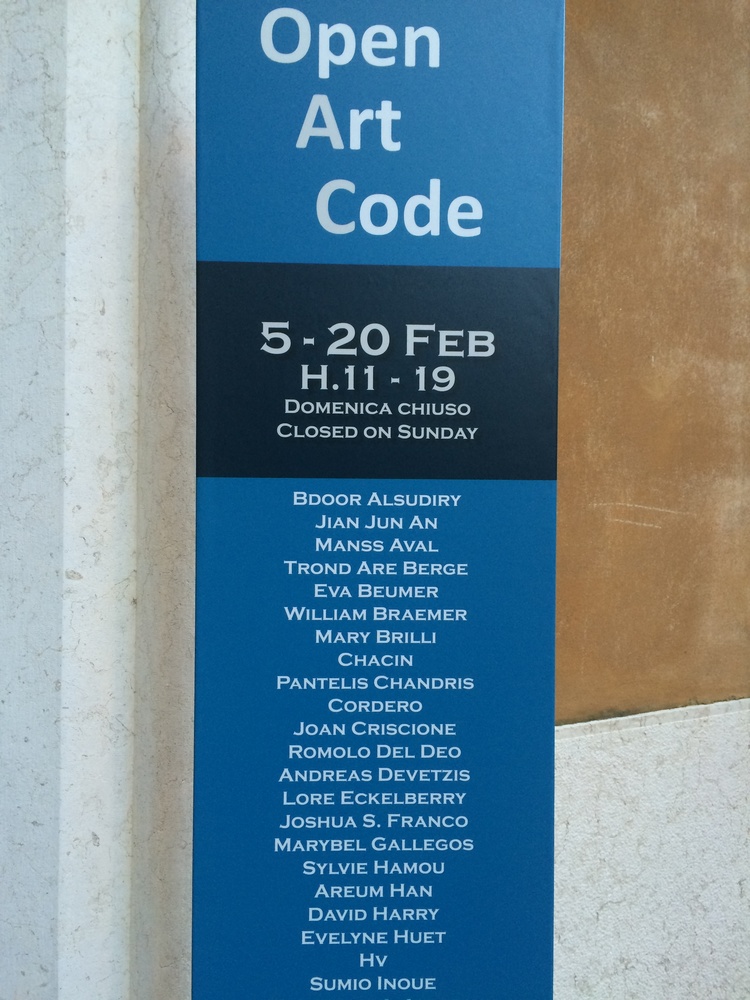 Open
Art
Code
5 - 20 Feb
H.11 - 19
Domenica chiuso
Closed on Sunday
Bdoor Alsudiry
Jian Jun An
Manss Aval
Trond Are Berge
Eva Beumer
William Braemer
Mary Brilli
Chacin
Pantelis Chandris
Cordero
Joan Criscione
Romolo Del Deo
Andreas Devetzis
Lore Eckelberry
Joshua S. Franco
Marybel Gallegos
Sylvie Hamou
Areum Han
David Harry
Evelyne Huet
Hv
Sumio Inoue